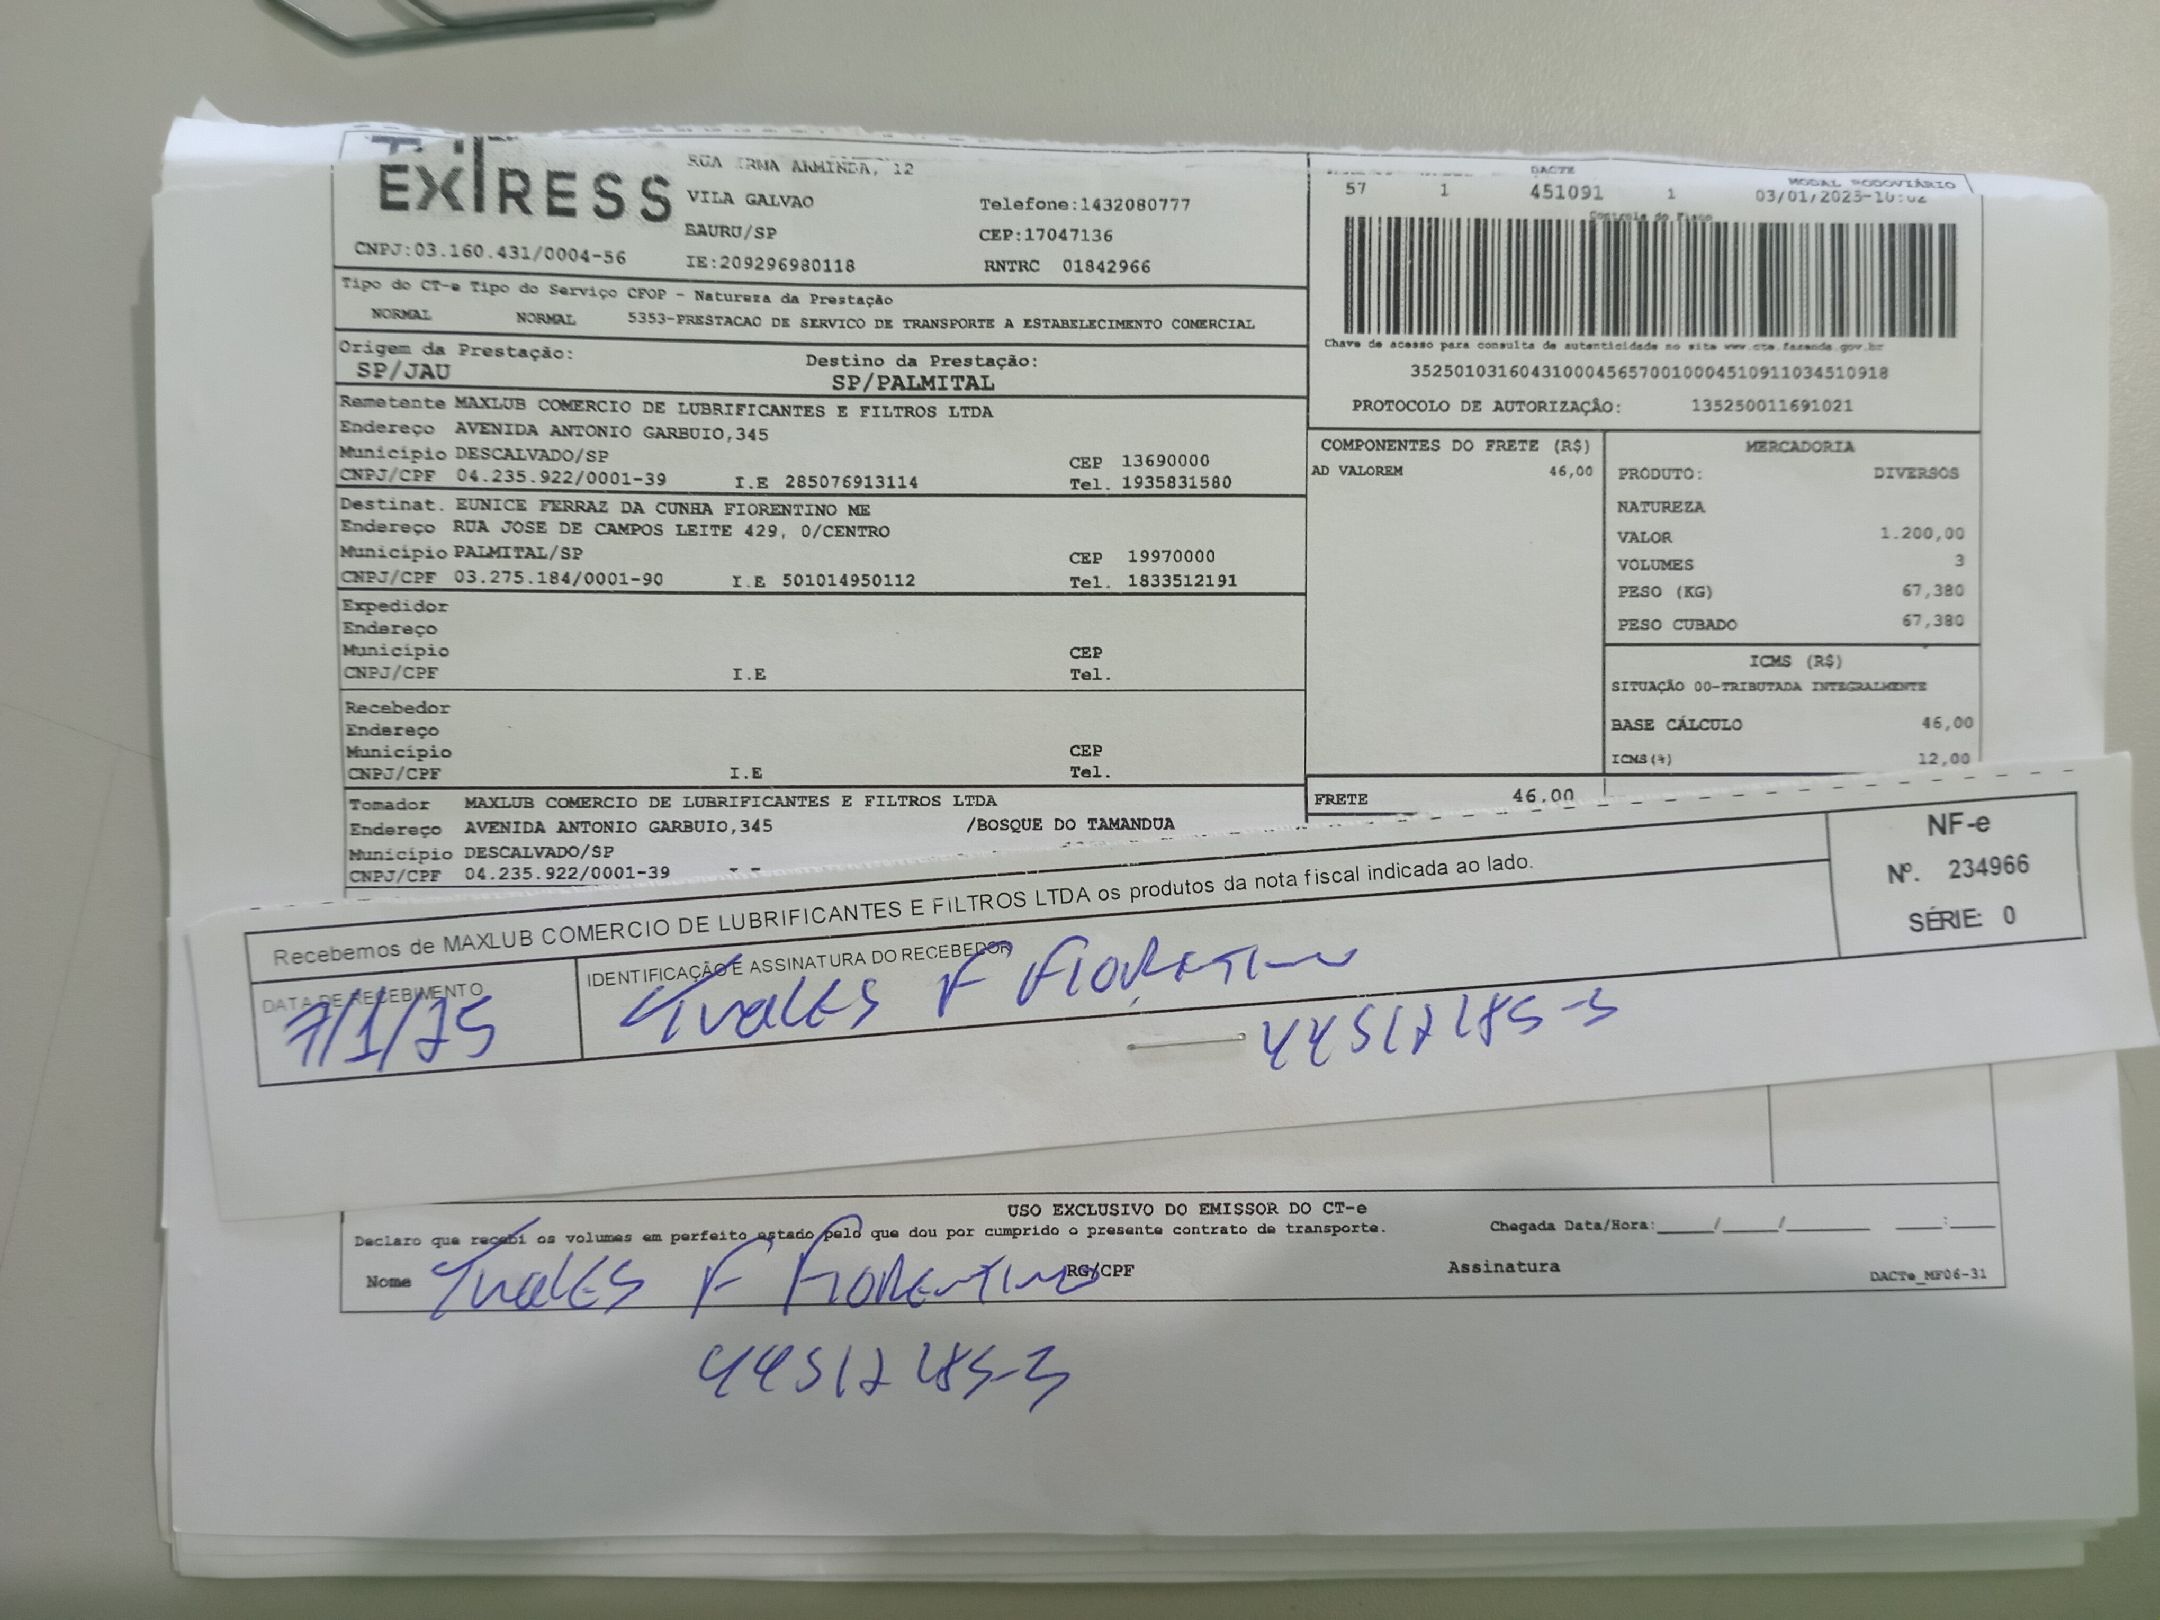 EXPRESS
CNPJ:03.160.431/0004-56
RUA IRMA ARMINDA, 12
VILA GALVAO
BAURU/SP
IE:209296980118
Telefone:1432080777
CEP:17047136
RNTRC 01842966
DACTE
MODAL RODOVIÁRIO
57 1 451091 1 03/01/2025-10:02
Controle do Fisco
Chave de acesso para consulta de autenticidade no site www.cte.fazenda.gov.br
35250103160431000456570010004510911034510918
PROTOCOLO DE AUTORIZAÇÃO: 135250011691021
Tipo do CT-e Tipo do Serviço CFOP - Natureza da Prestação
NORMAL NORMAL 5353-PRESTACAO DE SERVICO DE TRANSPORTE A ESTABELECIMENTO COMERCIAL
Origem da Prestação: Destino da Prestação:
SP/JAU SP/PALMITAL
Remetente MAXLUB COMERCIO DE LUBRIFICANTES E FILTROS LTDA
Endereço AVENIDA ANTONIO GARBUIO,345
Município DESCALVADO/SP CEP 13690000
CNPJ/CPF 04.235.922/0001-39 I.E 285076913114 Tel. 1935831580
Destinat. EUNICE FERRAZ DA CUNHA FIORENTINO ME
Endereço RUA JOSE DE CAMPOS LEITE 429, 0/CENTRO
Município PALMITAL/SP CEP 19970000
CNPJ/CPF 03.275.184/0001-90 I.E 501014950112 Tel. 1833512191
Expedidor
Endereço
Município CEP
CNPJ/CPF I.E Tel.
Recebedor
Endereço
Município CEP
CNPJ/CPF I.E Tel.
Tomador MAXLUB COMERCIO DE LUBRIFICANTES E FILTROS LTDA
Endereço AVENIDA ANTONIO GARBUIO,345 /BOSQUE DO TAMANDUA
Município DESCALVADO/SP
CNPJ/CPF 04.235.922/0001-39
COMPONENTES DO FRETE (R$)
AD VALOREM 46,00
FRETE 46,00
MERCADORIA
PRODUTO: DIVERSOS
NATUREZA
VALOR 1.200,00
VOLUMES 3
PESO (KG) 67,380
PESO CUBADO 67,380
ICMS (R$)
SITUAÇÃO 00-TRIBUTADA INTEGRALMENTE
BASE CÁLCULO 46,00
ICMS(%) 12,00
Recebemos de MAXLUB COMERCIO DE LUBRIFICANTES E FILTROS LTDA os produtos da nota fiscal indicada ao lado.
NF-e
Nº. 234966
SÉRIE: 0
DATA DE RECEBIMENTO
7/1/25
IDENTIFICAÇÃO E ASSINATURA DO RECEBEDOR
Thales F Fiorentino
USO EXCLUSIVO DO EMISSOR DO CT-e
Declaro que recebi os volumes em perfeito estado pelo que dou por cumprido o presente contrato de transporte. Chegada Data/Hora:____/____/______ ___:___
Nome Thales F Fiorentino RG/CPF Assinatura
DACTe_MF06-31